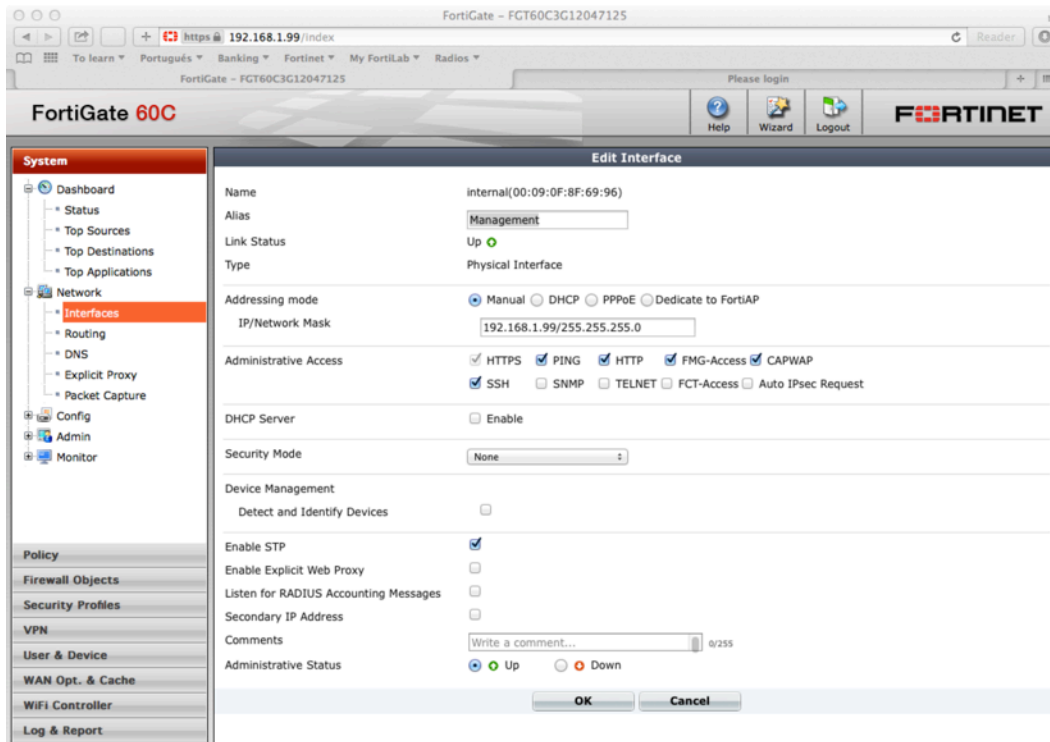 FortiGate – FGT60C3G12047125
https 192.168.1.99/index
Reader
To learn Português Banking Fortinet My FortiLab Radios
FortiGate – FGT60C3G12047125 Please login
FortiGate 60C
Help Wizard Logout
FORTINET
System
Dashboard
Status
Top Sources
Top Destinations
Top Applications
Network
Interfaces
Routing
DNS
Explicit Proxy
Packet Capture
Config
Admin
Monitor
Policy
Firewall Objects
Security Profiles
VPN
User & Device
WAN Opt. & Cache
WiFi Controller
Log & Report
Edit Interface
Name internal(00:09:0F:8F:69:96)
Alias Management
Link Status Up
Type Physical Interface
Addressing mode Manual DHCP PPPoE Dedicate to FortiAP
IP/Network Mask 192.168.1.99/255.255.255.0
Administrative Access HTTPS PING HTTP FMG-Access CAPWAP
SSH SNMP TELNET FCT-Access Auto IPsec Request
DHCP Server Enable
Security Mode None
Device Management
Detect and Identify Devices
Enable STP
Enable Explicit Web Proxy
Listen for RADIUS Accounting Messages
Secondary IP Address
Comments Write a comment... 0/255
Administrative Status Up Down
OK Cancel